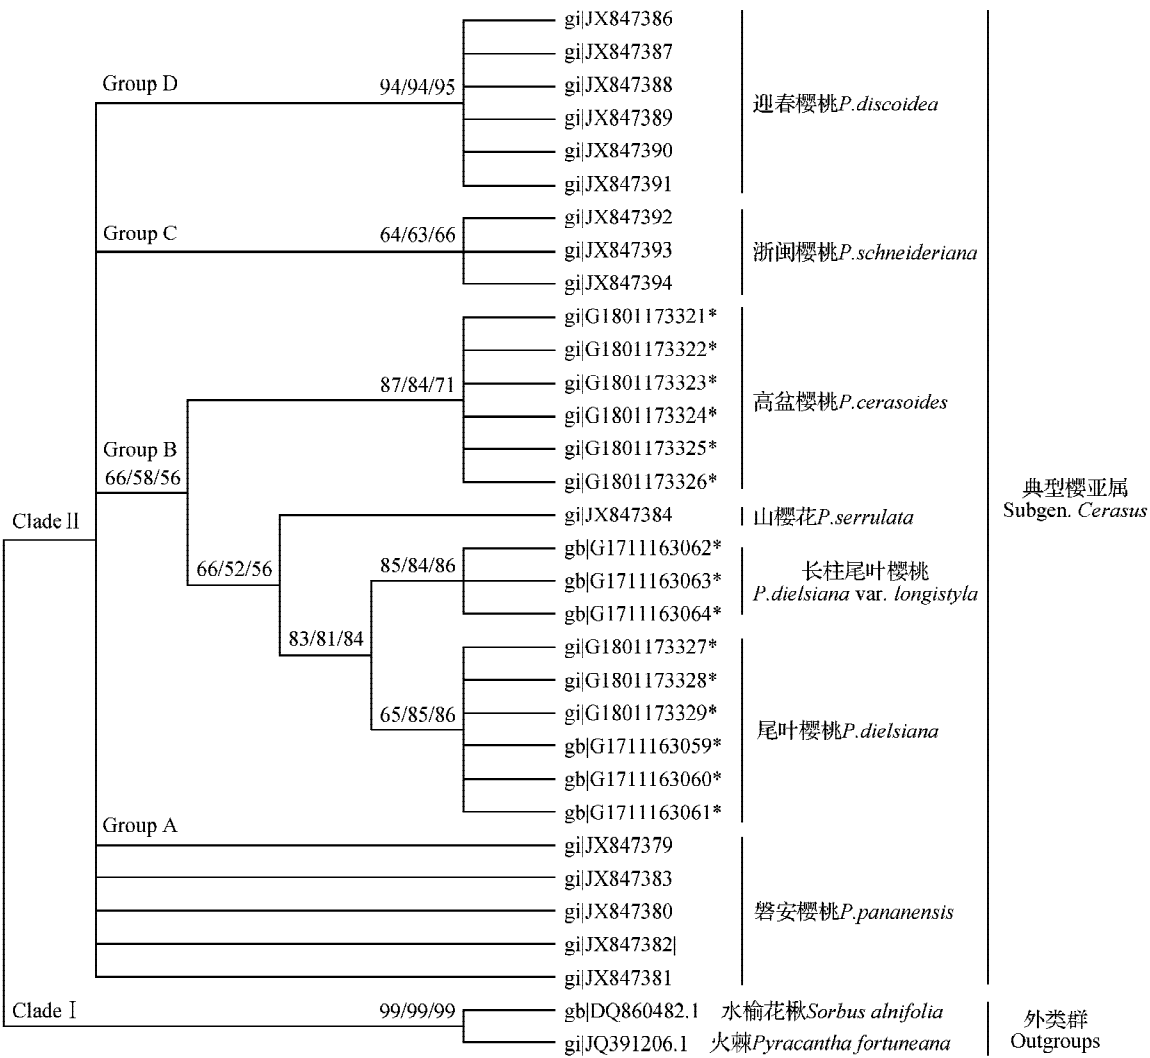 gi|JX847386
gi|JX847387
Group D
94/94/95
gi|JX847388
迎春樱桃P.discoidea
gi|JX847389
gi|JX847390
gi|JX847391
gi|JX847392
Group C
64/63/66
gi|JX847393
浙闽樱桃P.schneideriana
gi|JX847394
gi|G1801173321*
gi|G1801173322*
87/84/71
gi|G1801173323*
高盆樱桃P.cerasoides
gi|G1801173324*
Group B
gi|G1801173325*
66/58/56
gi|G1801173326*
典型樱亚属
Subgen. Cerasus
Clade Ⅱ
gi|JX847384
山樱花P.serrulata
gb|G1711163062*
66/52/56
85/84/86
gb|G1711163063*
长柱尾叶樱桃
P.dielsiana var. longistyla
gb|G1711163064*
83/81/84
gi|G1801173327*
gi|G1801173328*
65/85/86
gi|G1801173329*
尾叶樱桃P.dielsiana
gb|G1711163059*
gb|G1711163060*
gb|G1711163061*
Group A
gi|JX847379
gi|JX847383
gi|JX847380
磐安樱桃P.pananensis
gi|JX847382|
gi|JX847381
Clade Ⅰ
99/99/99
gb|DQ860482.1 水榆花楸Sorbus alnifolia
gi|JQ391206.1 火棘Pyracantha fortuneana
外类群
Outgroups